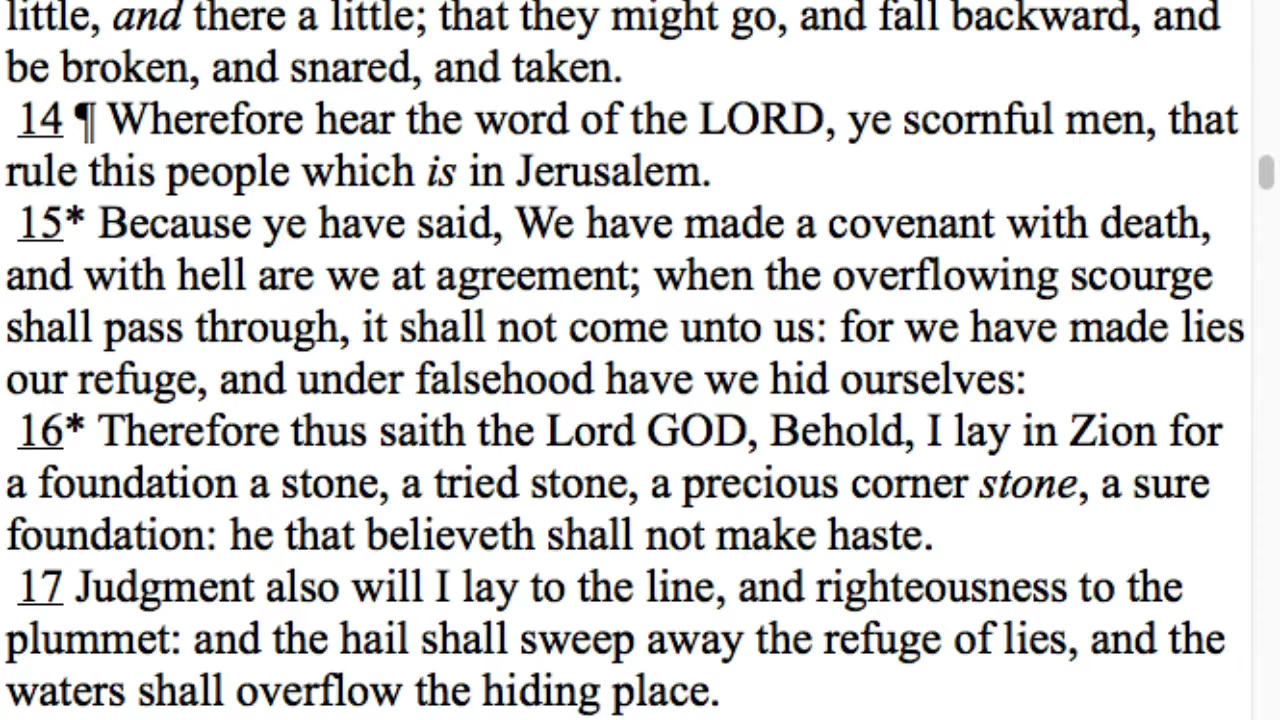 little, and there a little; that they might go, and fall backward, and
be broken, and snared, and taken.
14 ¶ Wherefore hear the word of the LORD, ye scornful men, that
rule this people which is in Jerusalem.
15* Because ye have said, We have made a covenant with death,
and with hell are we at agreement; when the overflowing scourge
shall pass through, it shall not come unto us: for we have made lies
our refuge, and under falsehood have we hid ourselves:
16* Therefore thus saith the Lord GOD, Behold, I lay in Zion for
a foundation a stone, a tried stone, a precious corner stone, a sure
foundation: he that believeth shall not make haste.
17 Judgment also will I lay to the line, and righteousness to the
plummet: and the hail shall sweep away the refuge of lies, and the
waters shall overflow the hiding place.